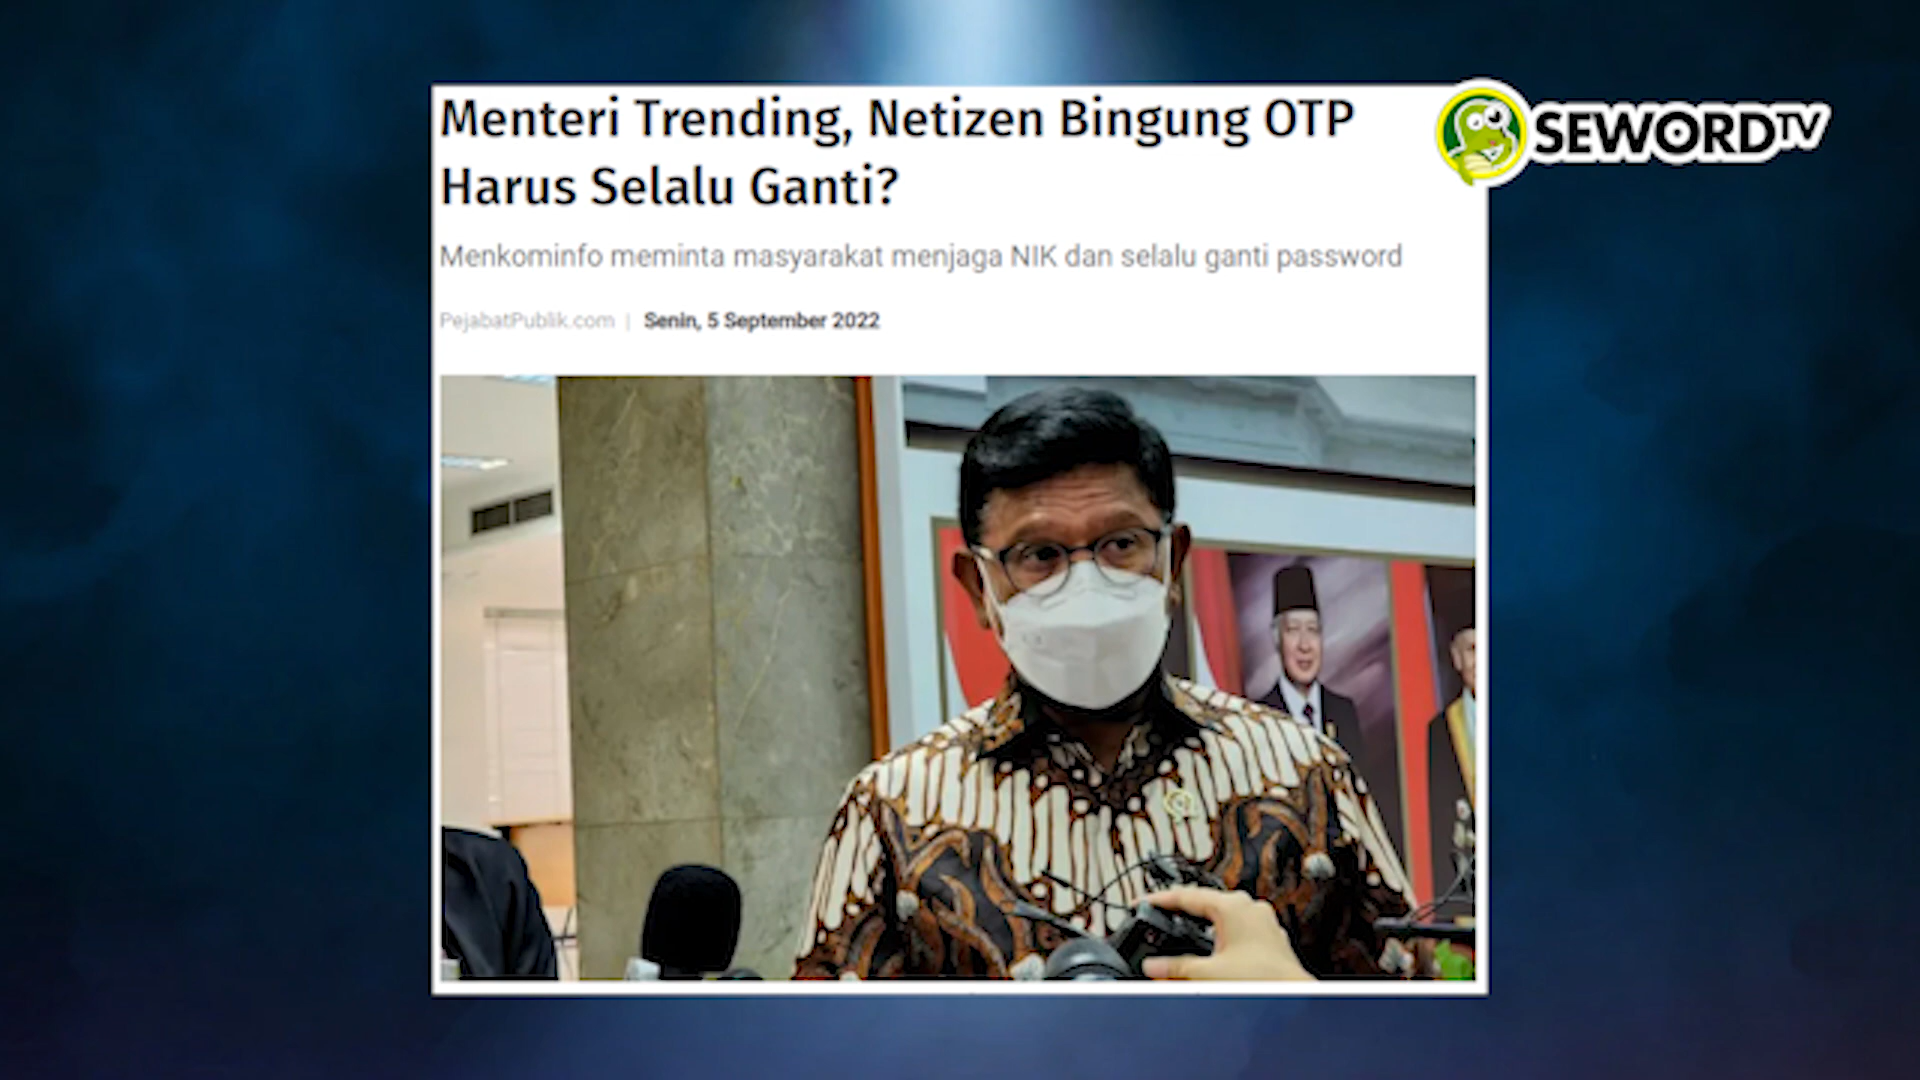 Menteri Trending, Netizen Bingung OTP
Harus Selalu Ganti?
Menkominfo meminta masyarakat menjaga NIK dan selalu ganti password
PejabatPublik.com | Senin, 5 September 2022
SEWORDTV